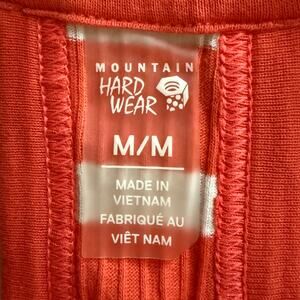 MOUNTAIN
HARD
WEAR
M/M
MADE IN
VIETNAM
FABRIQUÉ AU
VIÊT NAM